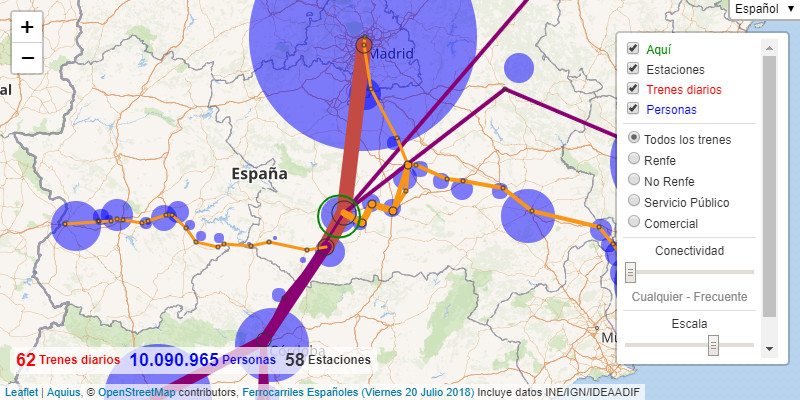 +
−
Español
Madrid
al
España
Aquí
Estaciones
Trenes diarios
Personas
Todos los trenes
Renfe
No Renfe
Servicio Público
Comercial
Conectividad
Cualquier - Frecuente
Escala
62 Trenes diarios 10.090.965 Personas 58 Estaciones
Leaflet | Aquius, © OpenStreetMap contributors, Ferrocarriles Españoles (Viernes 20 Julio 2018) Incluye datos INE/IGN/IDEAADIF